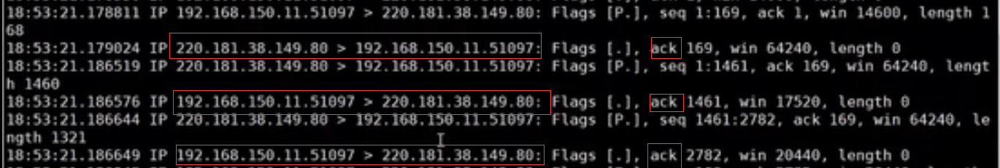 18:53:21.178811 IP 192.168.150.11.51097 > 220.181.38.149.80: Flags [P.], seq 1:169, ack 1, win 14600, length 1
68
18:53:21.179024 IP 220.181.38.149.80 > 192.168.150.11.51097: Flags [.], ack 169, win 64240, length 0
18:53:21.186519 IP 220.181.38.149.80 > 192.168.150.11.51097: Flags [P.], seq 1:1461, ack 169, win 64240, lengt
h 1460
18:53:21.186576 IP 192.168.150.11.51097 > 220.181.38.149.80: Flags [.], ack 1461, win 17520, length 0
18:53:21.186644 IP 220.181.38.149.80 > 192.168.150.11.51097: Flags [P.], seq 1461:2782, ack 169, win 64240, le
ngth 1321
18:53:21.186649 IP 192.168.150.11.51097 > 220.181.38.149.80: Flags [.], ack 2782, win 20440, length 0